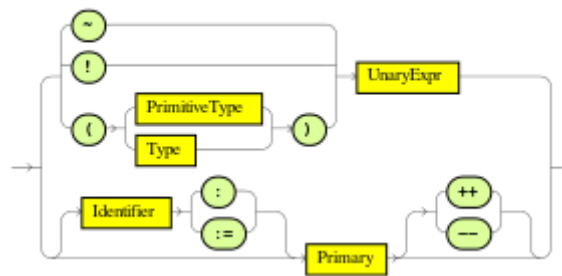 ~
!
UnaryExpr
( PrimitiveType )
Type
Identifier : ++
:= --
Primary